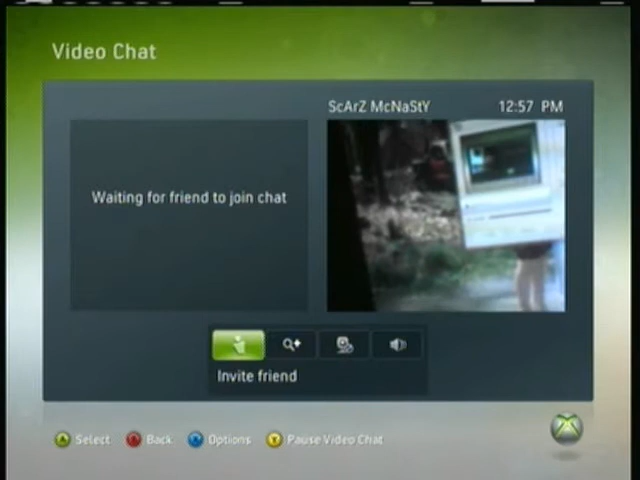 Video Chat
ScArZ McNaStY 12:57 PM
Waiting for friend to join chat
Invite friend
A Select B Back X Options Y Pause Video Chat